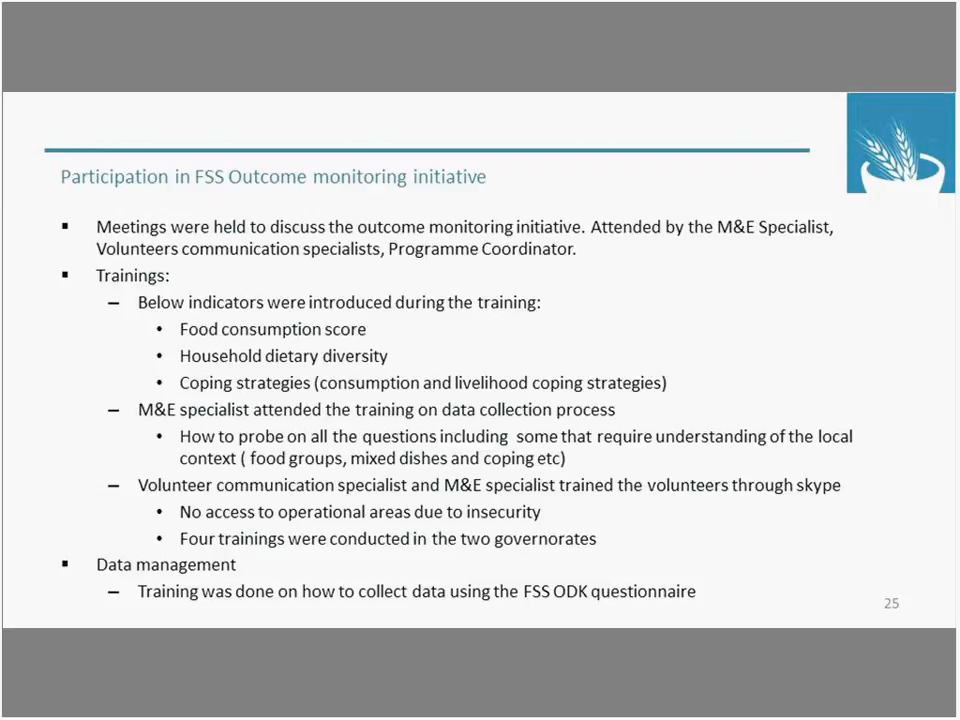 Participation in FSS Outcome monitoring initiative
▪ Meetings were held to discuss the outcome monitoring initiative. Attended by the M&E Specialist,
Volunteers communication specialists, Programme Coordinator.
▪ Trainings:
– Below indicators were introduced during the training:
• Food consumption score
• Household dietary diversity
• Coping strategies (consumption and livelihood coping strategies)
– M&E specialist attended the training on data collection process
• How to probe on all the questions including some that require understanding of the local
context ( food groups, mixed dishes and coping etc)
– Volunteer communication specialist and M&E specialist trained the volunteers through skype
• No access to operational areas due to insecurity
• Four trainings were conducted in the two governorates
▪ Data management
– Training was done on how to collect data using the FSS ODK questionnaire
25